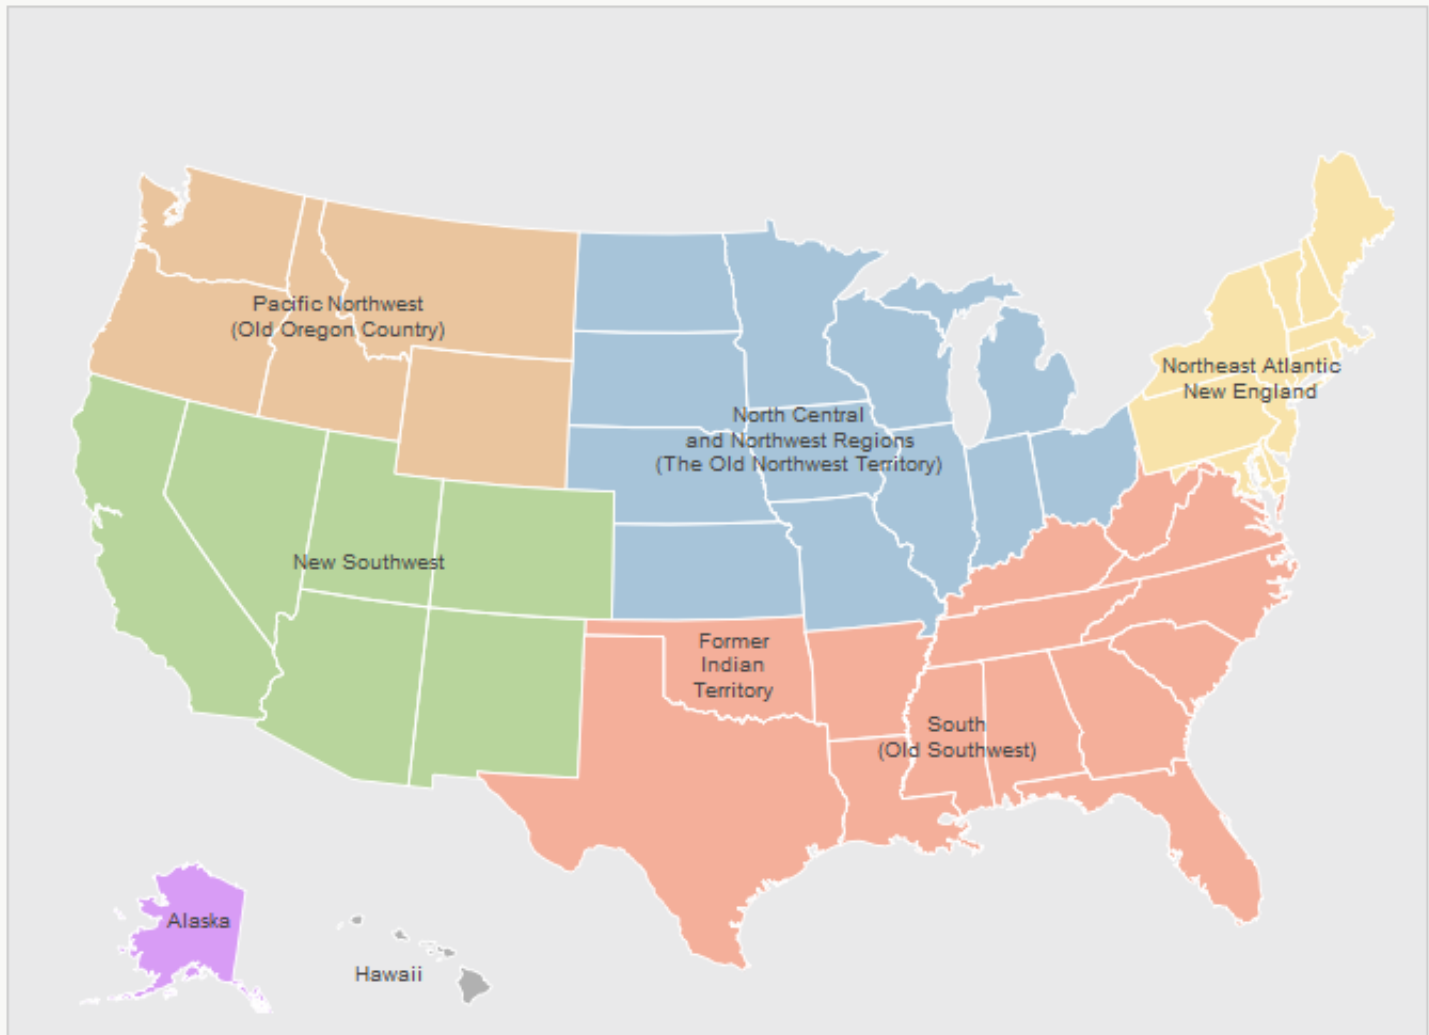 Pacific Northwest
(Old Oregon Country)
Northeast Atlantic
New England
North Central
and Northwest Regions
(The Old Northwest Territory)
New Southwest
Former
Indian
Territory
South
(Old Southwest)
Alaska
Hawaii